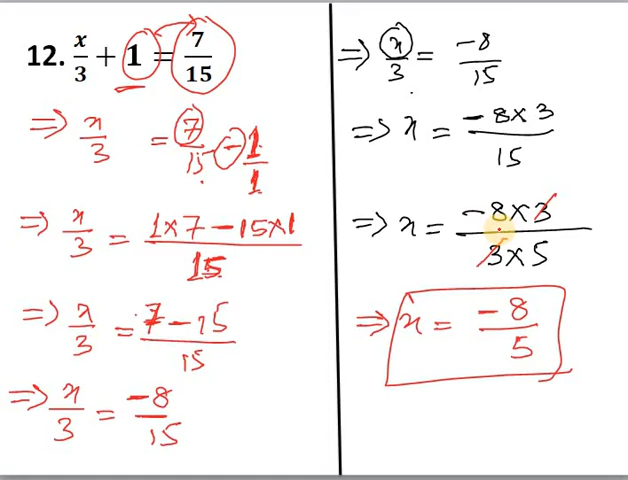 12. x/3 + 1 = 7/15
⇒ x/3 = 7/15 - 1/1
⇒ x/3 = (1×7 - 15×1)/15
⇒ x/3 = (7 - 15)/15
⇒ x/3 = -8/15
⇒ x/3 = -8/15
⇒ x = (-8×3)/15
⇒ x = (-8×3)/(3×5)
⇒ x = -8/5